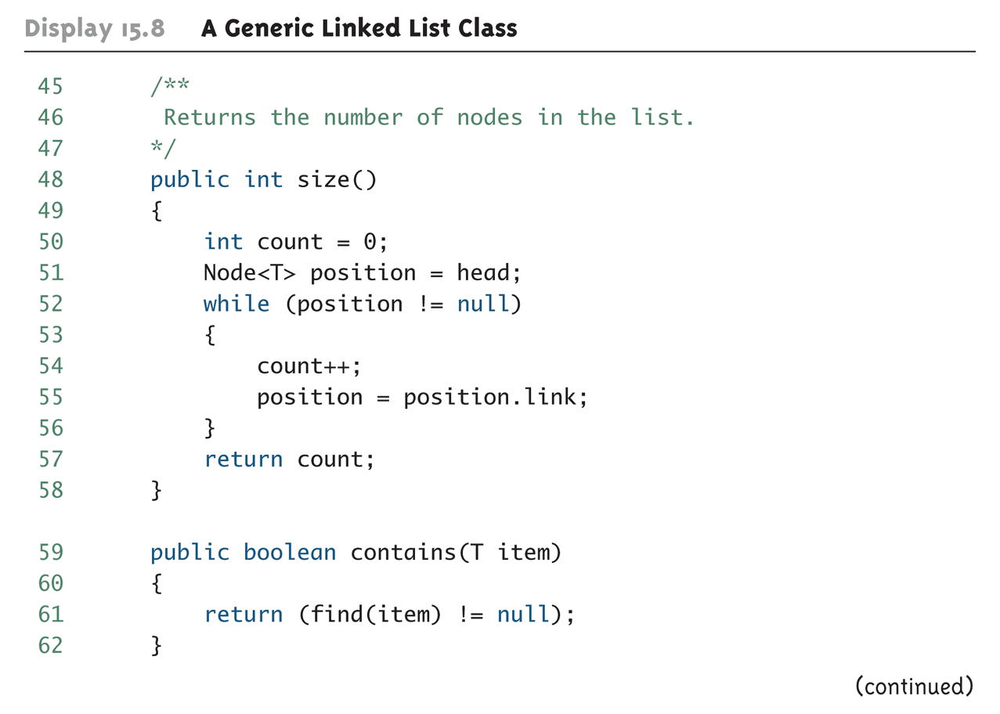 Display 15.8 A Generic Linked List Class
45 /**
46 Returns the number of nodes in the list.
47 */
48 public int size()
49 {
50 int count = 0;
51 Node<T> position = head;
52 while (position != null)
53 {
54 count++;
55 position = position.link;
56 }
57 return count;
58 }
59 public boolean contains(T item)
60 {
61 return (find(item) != null);
62 }
(continued)